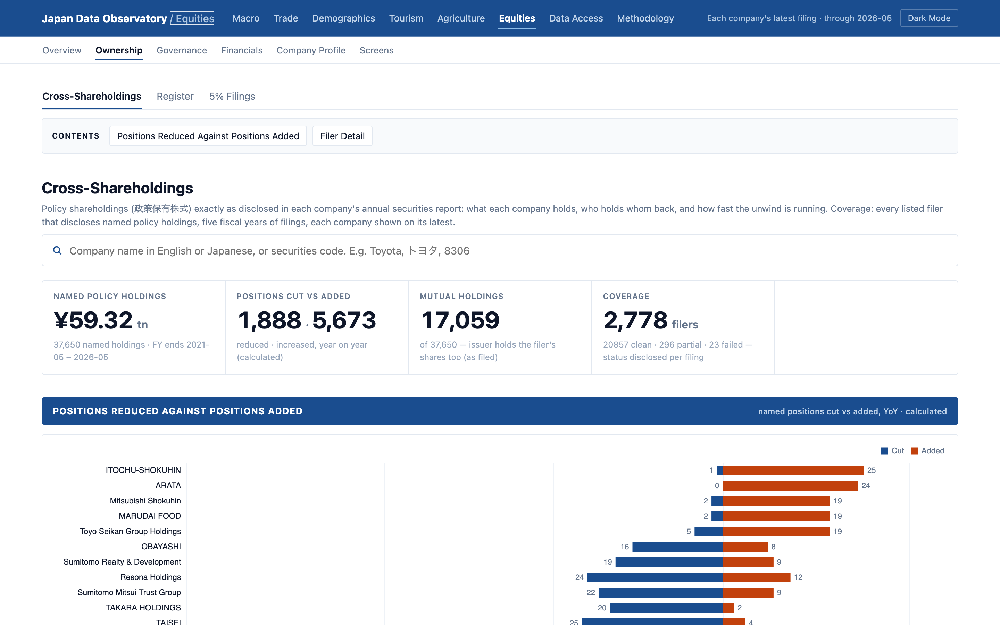 Japan Data Observatory / Equities
Macro
Trade
Demographics
Tourism
Agriculture
Equities
Data Access
Methodology
Each company's latest filing · through 2026-05
Dark Mode
Overview
Ownership
Governance
Financials
Company Profile
Screens
Cross-Shareholdings
Register
5% Filings
CONTENTS
Positions Reduced Against Positions Added
Filer Detail
Cross-Shareholdings
Policy shareholdings (政策保有株式) exactly as disclosed in each company's annual securities report: what each company holds, who holds whom back, and how fast the unwind is running. Coverage: every listed filer
that discloses named policy holdings, five fiscal years of filings, each company shown on its latest.
Company name in English or Japanese, or securities code. E.g. Toyota, トヨタ, 8306
NAMED POLICY HOLDINGS
¥59.32 tn
37,650 named holdings · FY ends 2021-
05 – 2026-05
POSITIONS CUT VS ADDED
1,888 · 5,673
reduced · increased, year on year
(calculated)
MUTUAL HOLDINGS
17,059
of 37,650 — issuer holds the filer’s
shares too (as filed)
COVERAGE
2,778 filers
20857 clean · 296 partial · 23 failed —
status disclosed per filing
POSITIONS REDUCED AGAINST POSITIONS ADDED
named positions cut vs added, YoY · calculated
Cut
Added
ITOCHU-SHOKUHIN 1 25
ARATA 0 24
Mitsubishi Shokuhin 2 19
MARUDAI FOOD 2 19
Toyo Seikan Group Holdings 5 19
OBAYASHI 16 8
Sumitomo Realty & Development 19 9
Resona Holdings 24 12
Sumitomo Mitsui Trust Group 22 9
TAKARA HOLDINGS 20 2
TAISEI 25 4